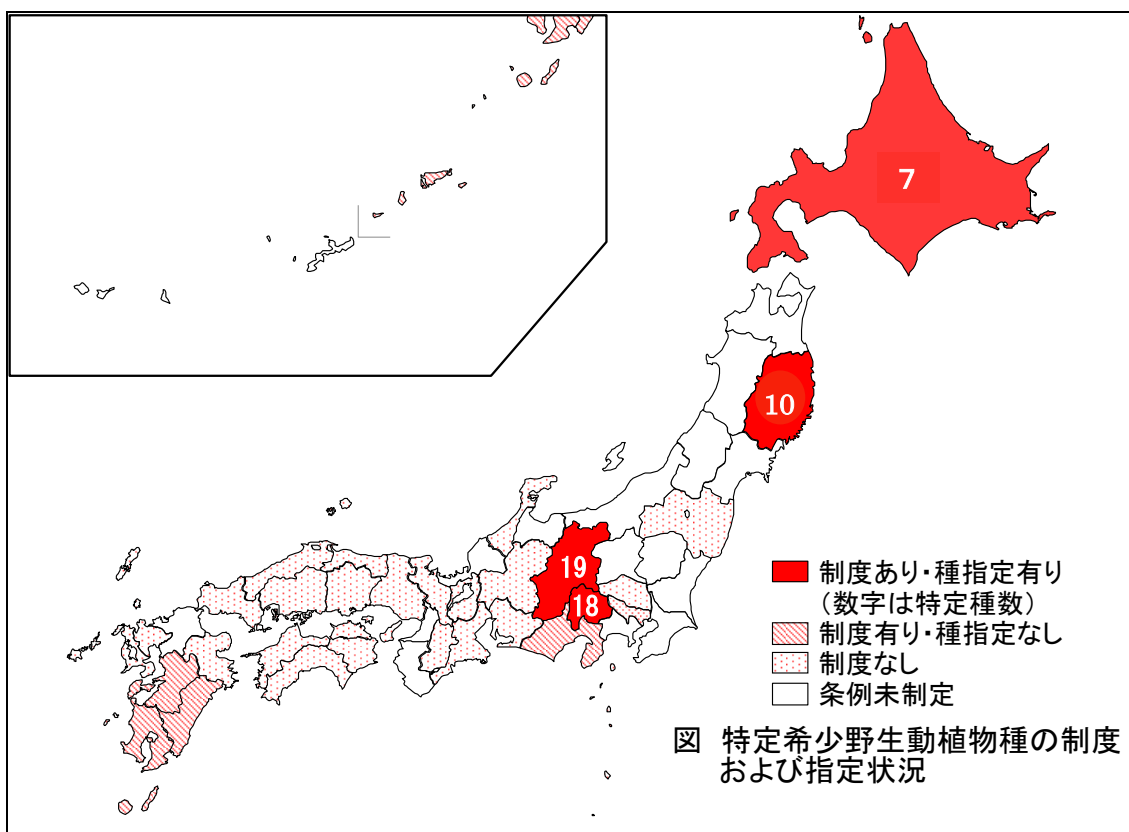 7
10
19
18
制度あり・種指定有り
（数字は特定種数）
制度有り・種指定なし
制度なし
条例未制定
図 特定希少野生動植物種の制度
および指定状況